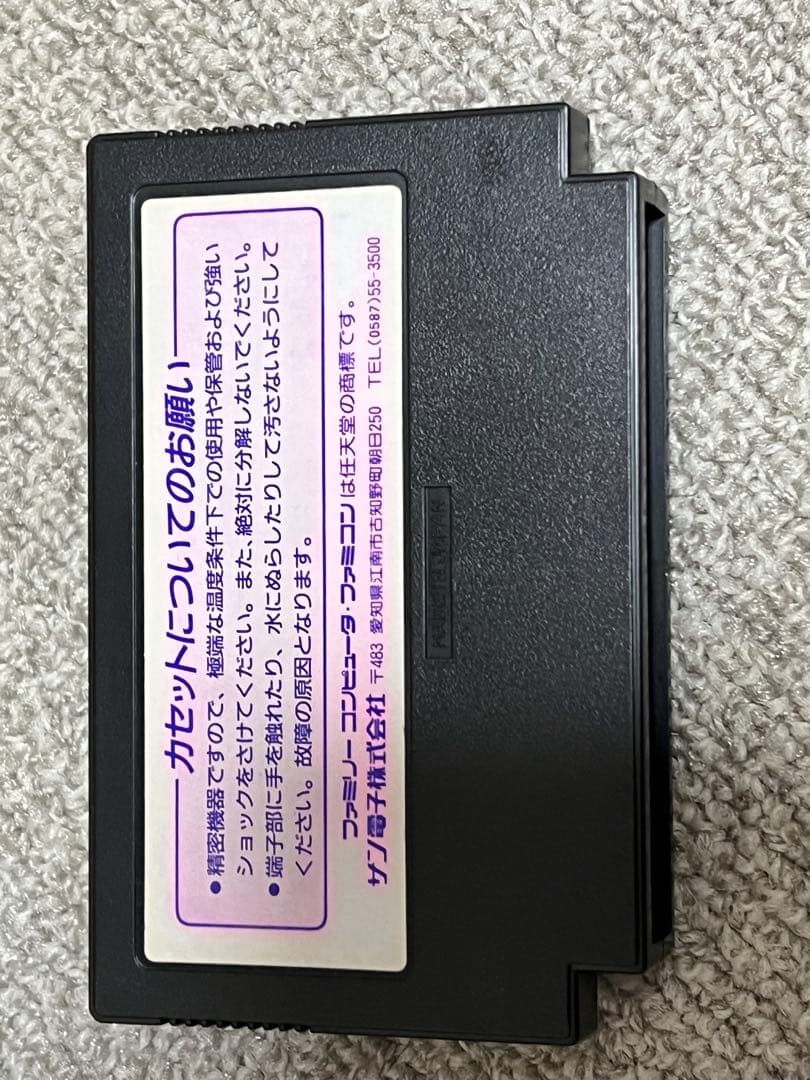 カセットについてのお願い
●精密機器ですので、極端な温度条件下での使用や保管および強い
ショックをさけてください。また、絶対に分解しないでください。
●端子部に手を触れたり、水にぬらしたりして汚さないようにして
ください。故障の原因となります。
ファミリー コンピュータ・ファミコンは任天堂の商標です。
サン電子株式会社 〒483 愛知県江南市古知野町朝日250 TEL(0587)55-3500